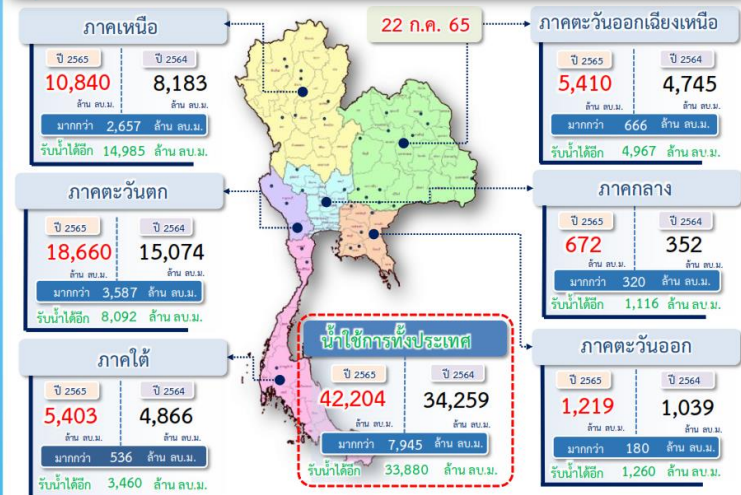 ภาคเหนือ
ปี 2565 ปี 2564
10,840 8,183
ล้าน ลบ.ม. ล้าน ลบ.ม.
มากกว่า 2,657 ล้าน ลบ.ม.
รับน้ำได้อีก 14,985 ล้าน ลบ.ม.
22 ก.ค. 65
ภาคตะวันออกเฉียงเหนือ
ปี 2565 ปี 2564
5,410 4,745
ล้าน ลบ.ม. ล้าน ลบ.ม.
มากกว่า 666 ล้าน ลบ.ม.
รับน้ำได้อีก 4,967 ล้าน ลบ.ม.
ภาคตะวันตก
ปี 2565 ปี 2564
18,660 15,074
ล้าน ลบ.ม. ล้าน ลบ.ม.
มากกว่า 3,587 ล้าน ลบ.ม.
รับน้ำได้อีก 8,092 ล้าน ลบ.ม.
ภาคกลาง
ปี 2565 ปี 2564
672 352
ล้าน ลบ.ม. ล้าน ลบ.ม.
มากกว่า 320 ล้าน ลบ.ม.
รับน้ำได้อีก 1,116 ล้าน ลบ.ม.
ภาคใต้
ปี 2565 ปี 2564
5,403 4,866
ล้าน ลบ.ม. ล้าน ลบ.ม.
มากกว่า 536 ล้าน ลบ.ม.
รับน้ำได้อีก 3,460 ล้าน ลบ.ม.
น้ำใช้การทั้งประเทศ
ปี 2565 ปี 2564
42,204 34,259
ล้าน ลบ.ม. ล้าน ลบ.ม.
มากกว่า 7,945 ล้าน ลบ.ม.
รับน้ำได้อีก 33,880 ล้าน ลบ.ม.
ภาคตะวันออก
ปี 2565 ปี 2564
1,219 1,039
ล้าน ลบ.ม. ล้าน ลบ.ม.
มากกว่า 180 ล้าน ลบ.ม.
รับน้ำได้อีก 1,260 ล้าน ลบ.ม.